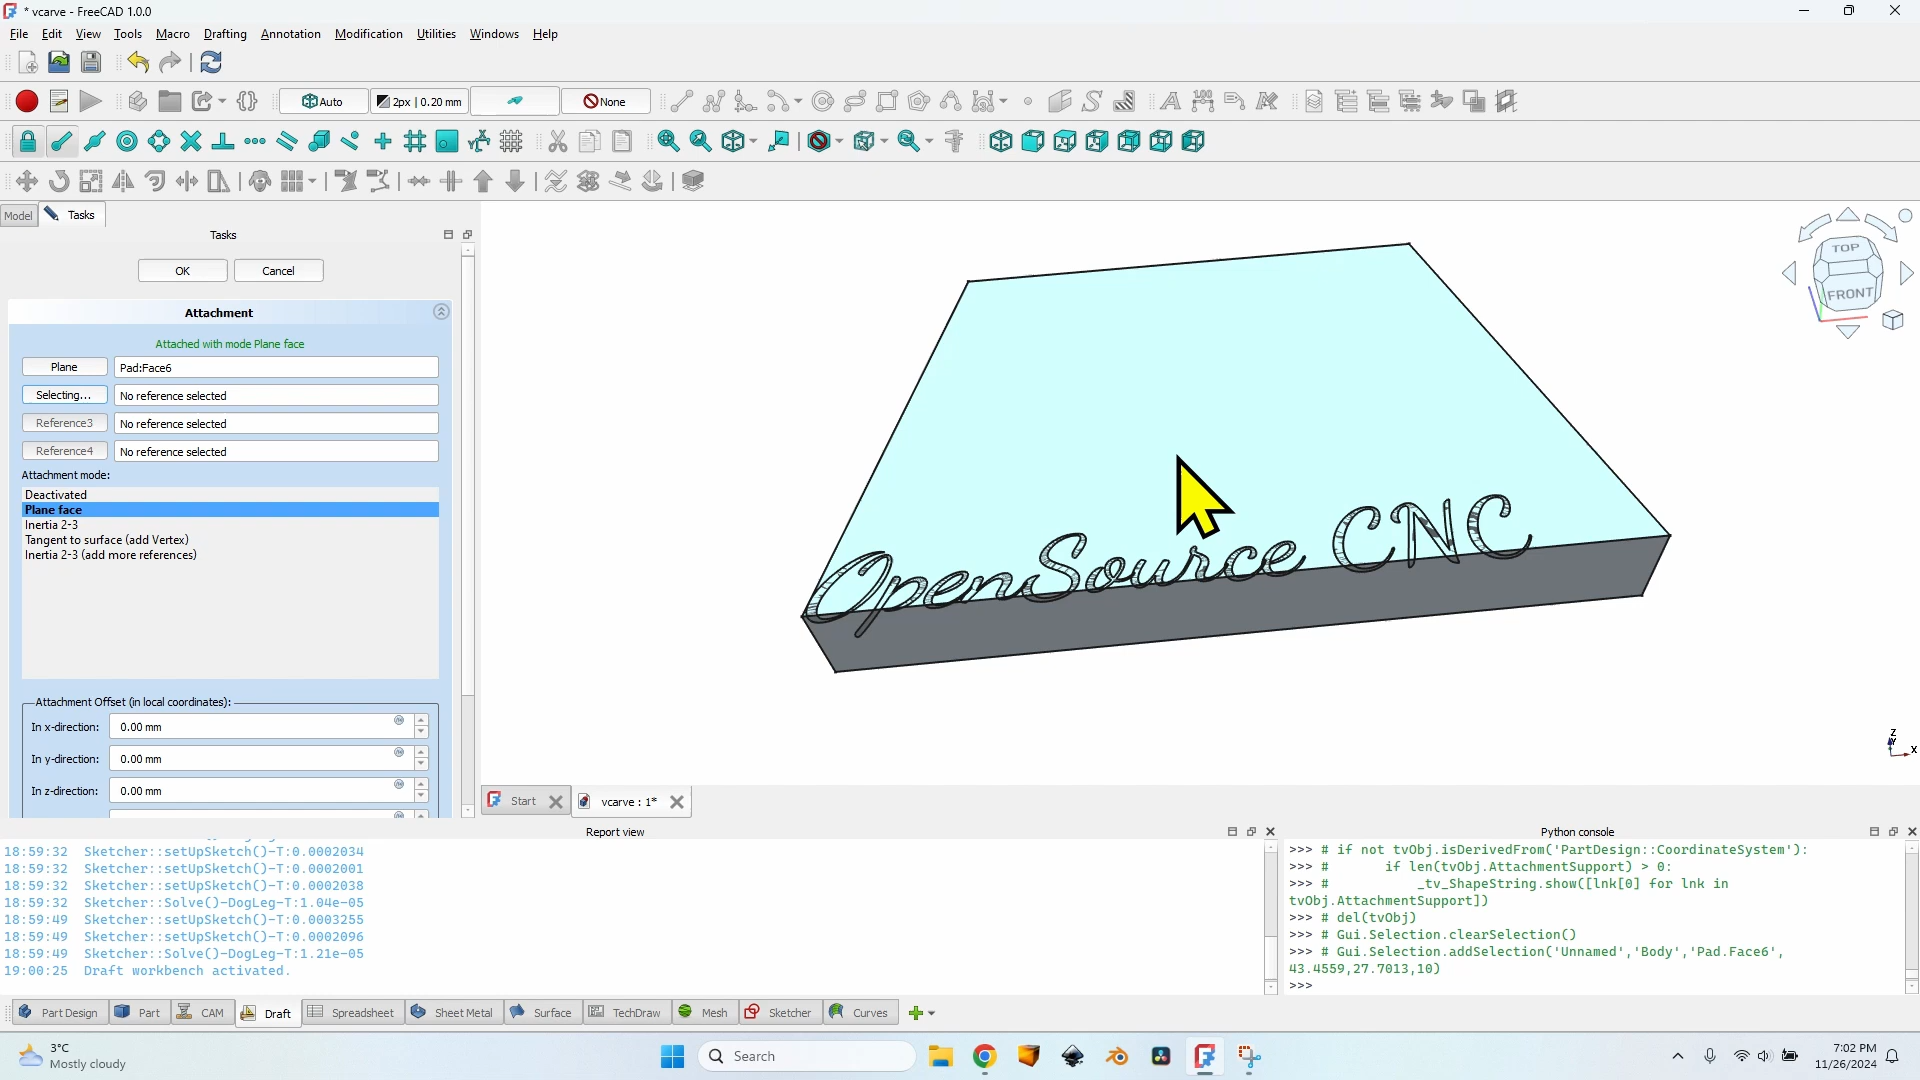 * vcarve - FreeCAD 1.0.0
File Edit View Tools Macro Drafting Annotation Modification Utilities Windows Help
Auto 2px | 0.20 mm None
Model Tasks
Tasks
OK Cancel
Attachment
Attached with mode Plane face
Plane Pad:Face6
Selecting... No reference selected
Reference3 No reference selected
Reference4 No reference selected
Attachment mode:
Deactivated
Plane face
Inertia 2-3
Tangent to surface (add Vertex)
Inertia 2-3 (add more references)
Attachment Offset (in local coordinates):
In x-direction: 0.00 mm
In y-direction: 0.00 mm
In z-direction: 0.00 mm
OpenSource CNC
TOP
FRONT
Z
Y
X
Start vcarve : 1*
Report view
18:59:32 Sketcher::setUpSketch()-T:0.0002034
18:59:32 Sketcher::setUpSketch()-T:0.0002001
18:59:32 Sketcher::setUpSketch()-T:0.0002038
18:59:32 Sketcher::Solve()-DogLeg-T:1.04e-05
18:59:49 Sketcher::setUpSketch()-T:0.0003255
18:59:49 Sketcher::setUpSketch()-T:0.0002096
18:59:49 Sketcher::Solve()-DogLeg-T:1.21e-05
19:00:25 Draft workbench activated.
Python console
>>> # if not tvObj.isDerivedFrom('PartDesign::CoordinateSystem'):
>>> # if len(tvObj.AttachmentSupport) > 0:
>>> # _tv_ShapeString.show([lnk[0] for lnk in
tvObj.AttachmentSupport])
>>> # del(tvObj)
>>> # Gui.Selection.clearSelection()
>>> # Gui.Selection.addSelection('Unnamed','Body','Pad.Face6',
43.4559,27.7013,10)
>>>
Part Design Part CAM Draft Spreadsheet Sheet Metal Surface TechDraw Mesh Sketcher Curves
3°C
Mostly cloudy
Search
7:02 PM
11/26/2024